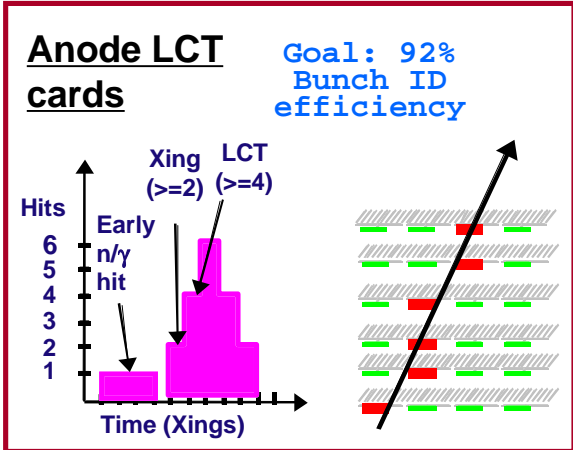 Anode LCT
cards
Goal: 92%
Bunch ID
efficiency
Xing
(>=2)
LCT
(>=4)
Hits
Early
n/γ
hit
6
5
4
3
2
1
Time (Xings)